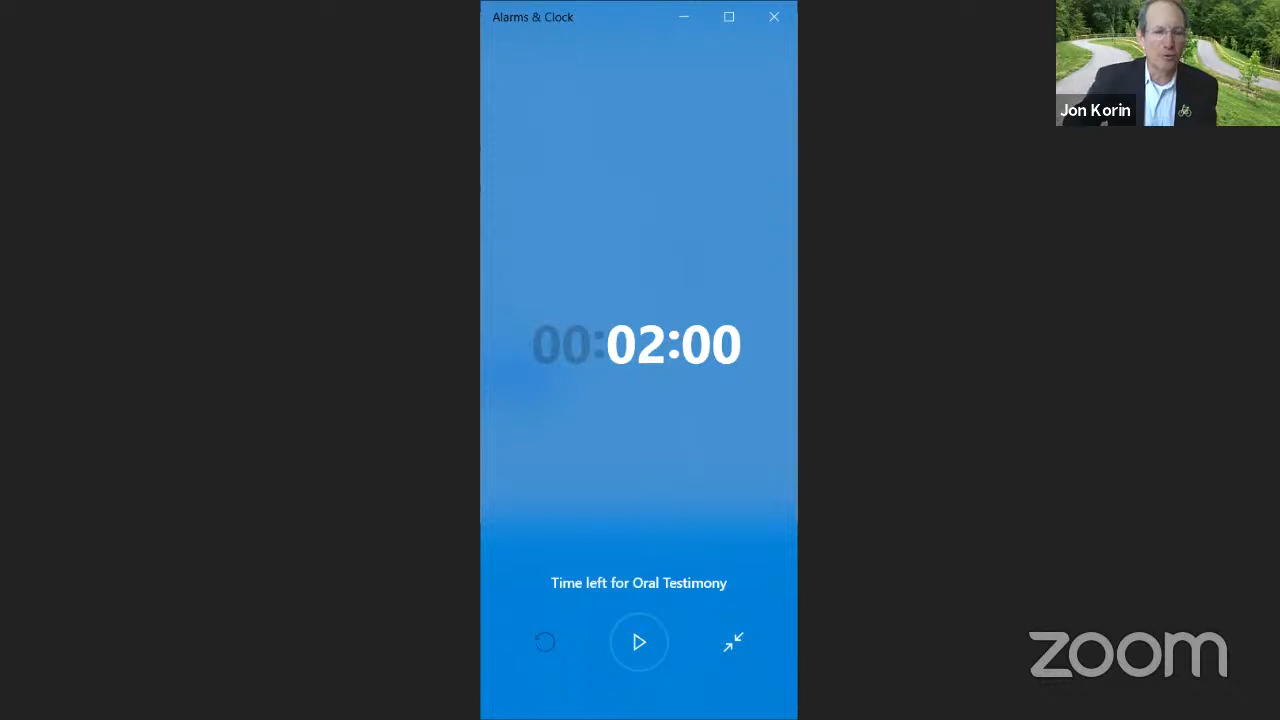 Alarms & Clock
Jon Korin
00:02:00
Time left for Oral Testimony
zoom